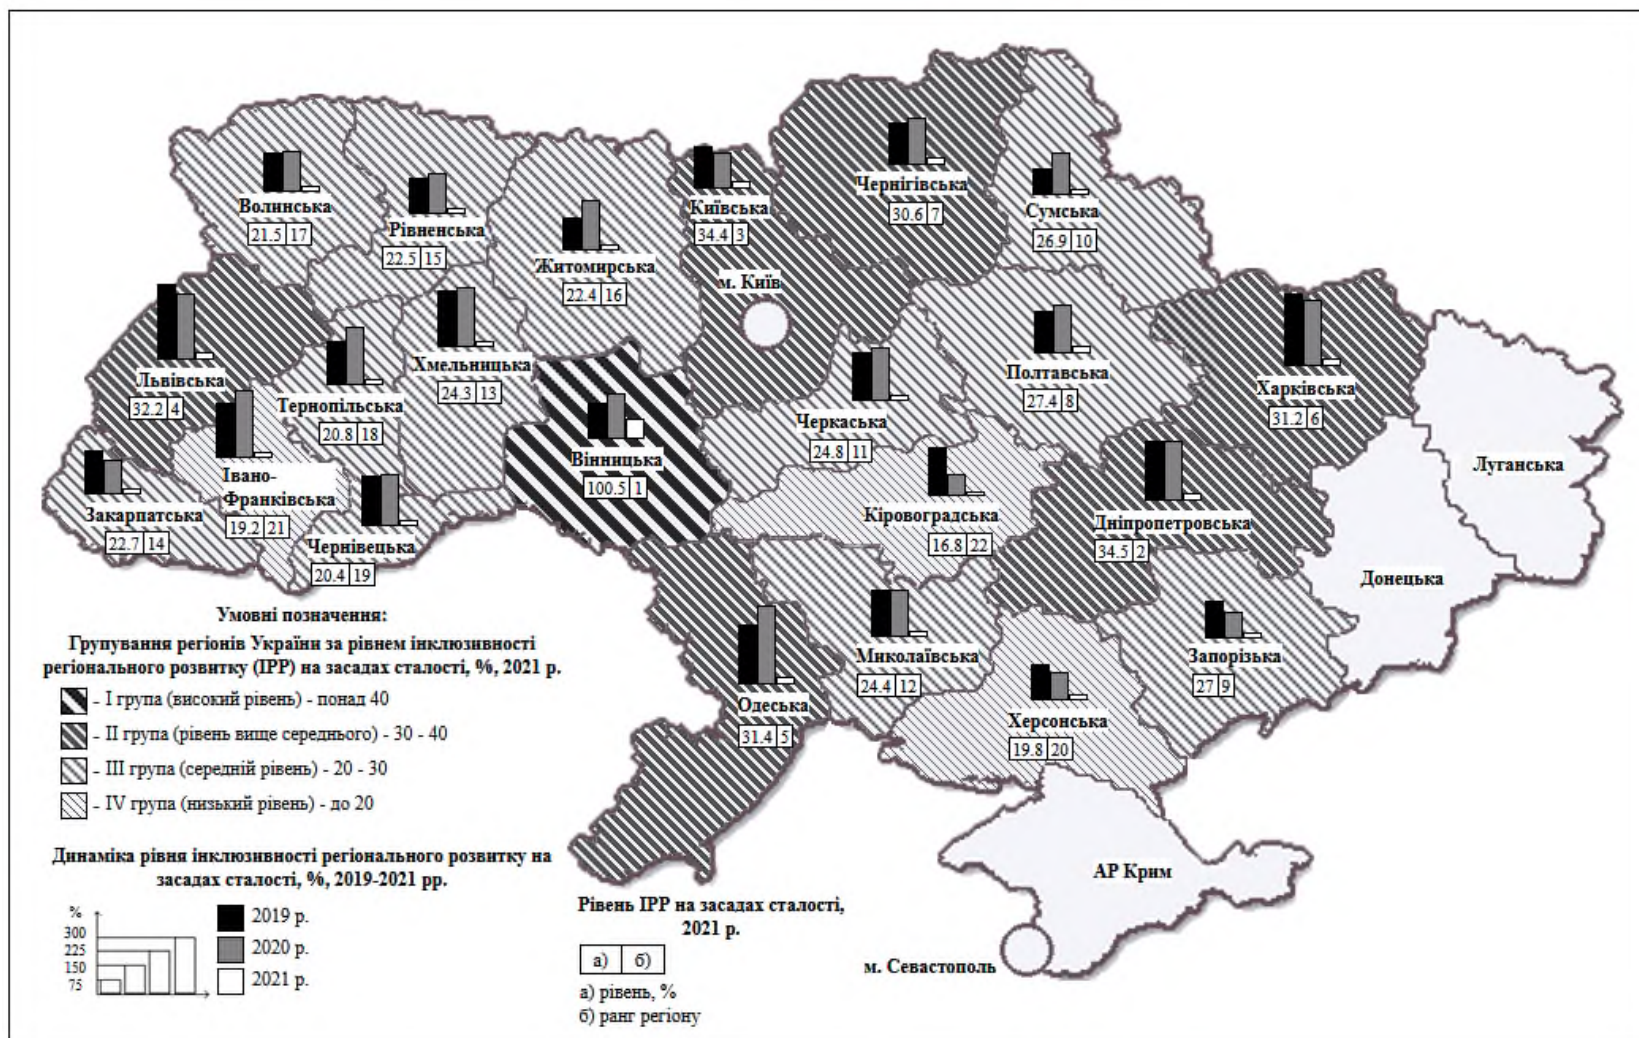 Волинська
21.5 17
Рівненська
22.5 15
Житомирська
22.4 16
Київська
34.4 3
м. Київ
Чернігівська
30.6 7
Сумська
26.9 10
Львівська
32.2 4
Тернопільська
20.8 18
Хмельницька
24.3 13
Вінницька
100.5 1
Черкаська
24.8 11
Полтавська
27.4 8
Харківська
31.2 6
Луганська
Закарпатська
22.7 14
Івано-
Франківська
19.2 21
Чернівецька
20.4 19
Кіровоградська
16.8 22
Дніпропетровська
34.5 2
Донецька
Одеська
31.4 5
Миколаївська
24.4 12
Херсонська
19.8 20
Запорізька
27 9
АР Крим
м. Севастополь
Умовні позначення:
Групування регіонів України за рівнем інклюзивності
регіонального розвитку (ІРР) на засадах сталості, %, 2021 р.
- І група (високий рівень) - понад 40
- ІІ група (рівень вище середнього) - 30 - 40
- ІІІ група (середній рівень) - 20 - 30
- IV група (низький рівень) - до 20
Динаміка рівня інклюзивності регіонального розвитку на
засадах сталості, %, 2019-2021 рр.
%
300
225
150
75
2019 р.
2020 р.
2021 р.
Рівень ІРР на засадах сталості,
2021 р.
а) б)
а) рівень, %
б) ранг регіону